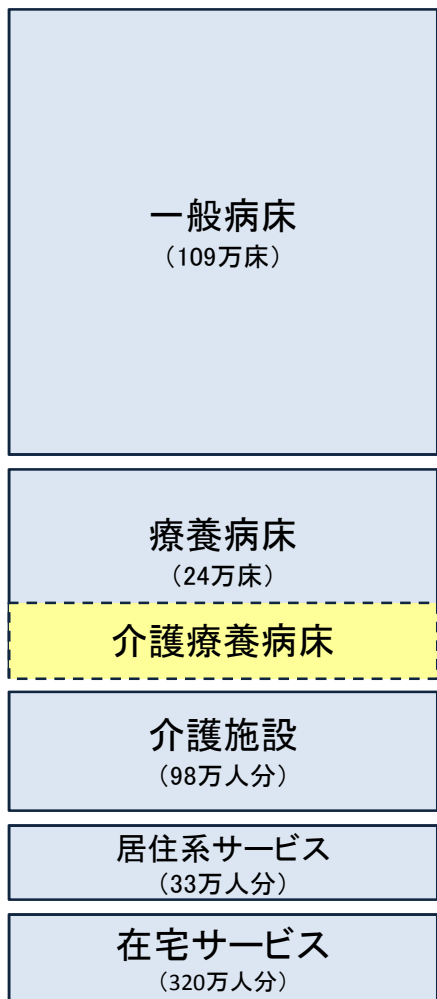 一般病床
（109万床）
療養病床
（24万床）
介護療養病床
介護施設
（98万人分）
居住系サービス
（33万人分）
在宅サービス
（320万人分）